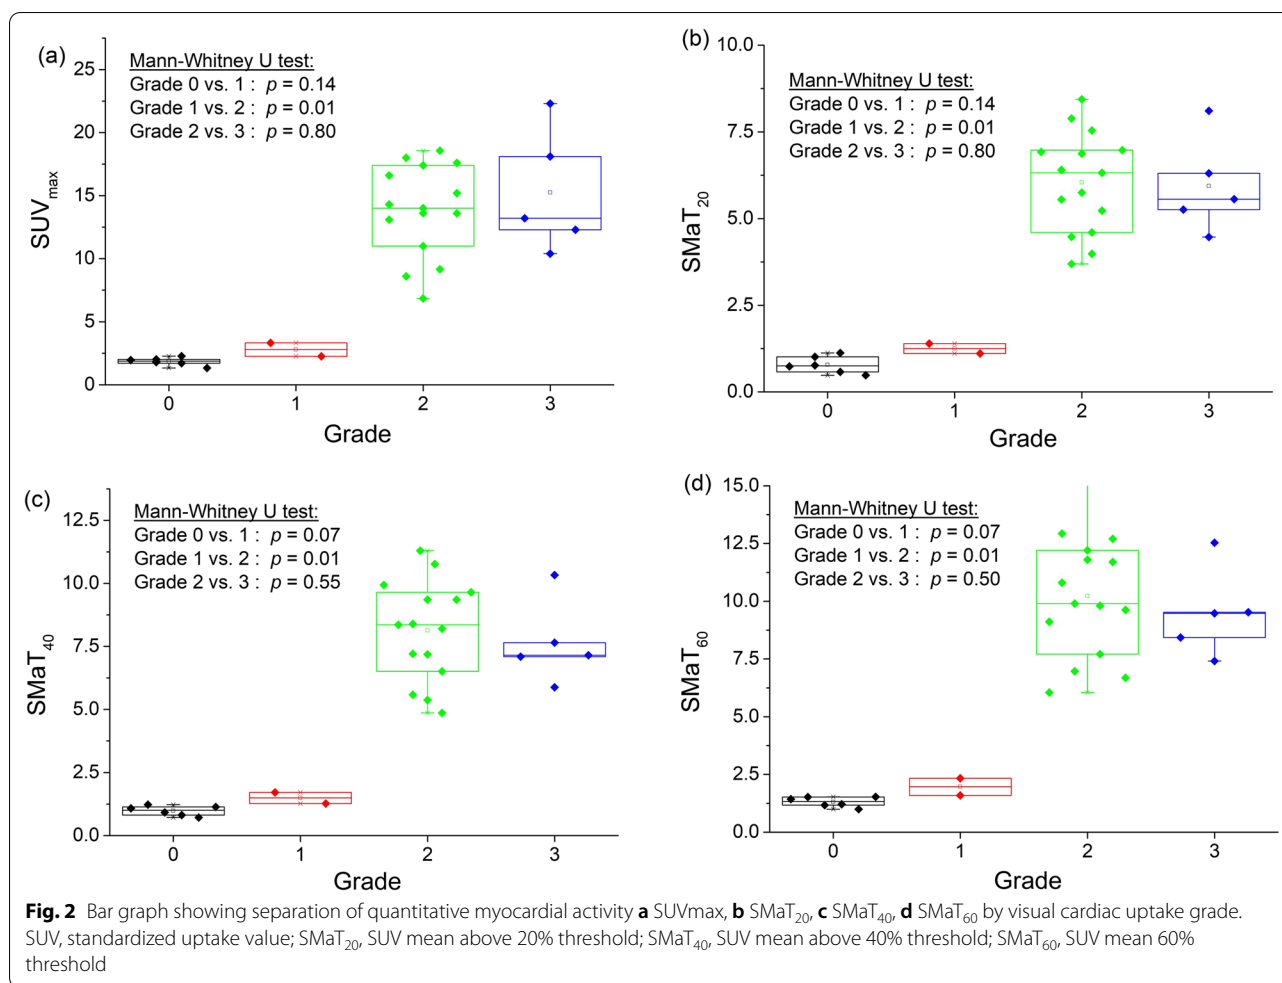 (a)
Mann-Whitney U test:
Grade 0 vs. 1 : p = 0.14
Grade 1 vs. 2 : p = 0.01
Grade 2 vs. 3 : p = 0.80
SUVmax
25
20
15
10
5
0
0 1 2 3
Grade
(b)
Mann-Whitney U test:
Grade 0 vs. 1 : p = 0.14
Grade 1 vs. 2 : p = 0.01
Grade 2 vs. 3 : p = 0.80
SMaT20
10.0
7.5
5.0
2.5
0.0
0 1 2 3
Grade
(c)
Mann-Whitney U test:
Grade 0 vs. 1 : p = 0.07
Grade 1 vs. 2 : p = 0.01
Grade 2 vs. 3 : p = 0.55
SMaT40
12.5
10.0
7.5
5.0
2.5
0.0
0 1 2 3
Grade
(d)
Mann-Whitney U test:
Grade 0 vs. 1 : p = 0.07
Grade 1 vs. 2 : p = 0.01
Grade 2 vs. 3 : p = 0.50
SMaT60
15.0
12.5
10.0
7.5
5.0
2.5
0.0
0 1 2 3
Grade
Fig. 2 Bar graph showing separation of quantitative myocardial activity a SUVmax, b SMaT20, c SMaT40, d SMaT60 by visual cardiac uptake grade.
SUV, standardized uptake value; SMaT20, SUV mean above 20% threshold; SMaT40, SUV mean above 40% threshold; SMaT60, SUV mean 60%
threshold